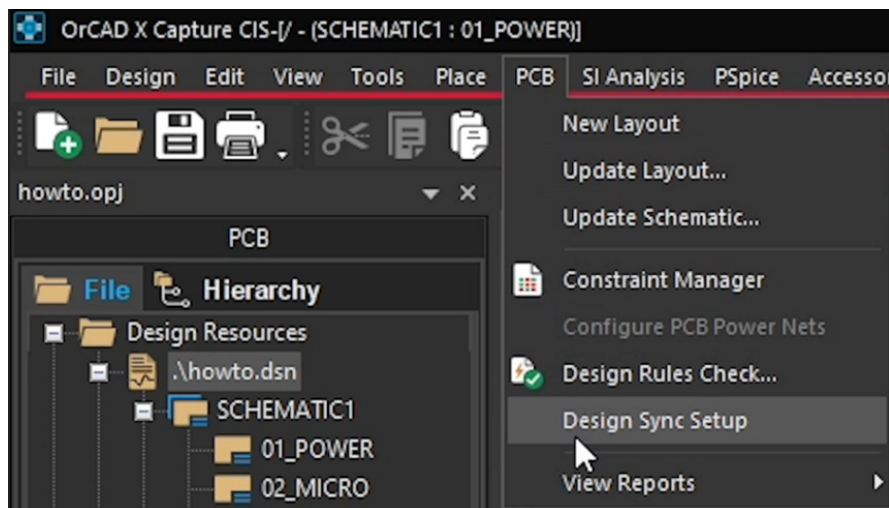 OrCAD X Capture CIS-[/ - (SCHEMATIC1 : 01_POWER)]
File Design Edit View Tools Place PCB SI Analysis PSpice Accessor
New Layout
Update Layout...
Update Schematic...
Constraint Manager
Configure PCB Power Nets
Design Rules Check...
Design Sync Setup
View Reports
howto.opj
PCB
File Hierarchy
Design Resources
.\howto.dsn
SCHEMATIC1
01_POWER
02_MICRO